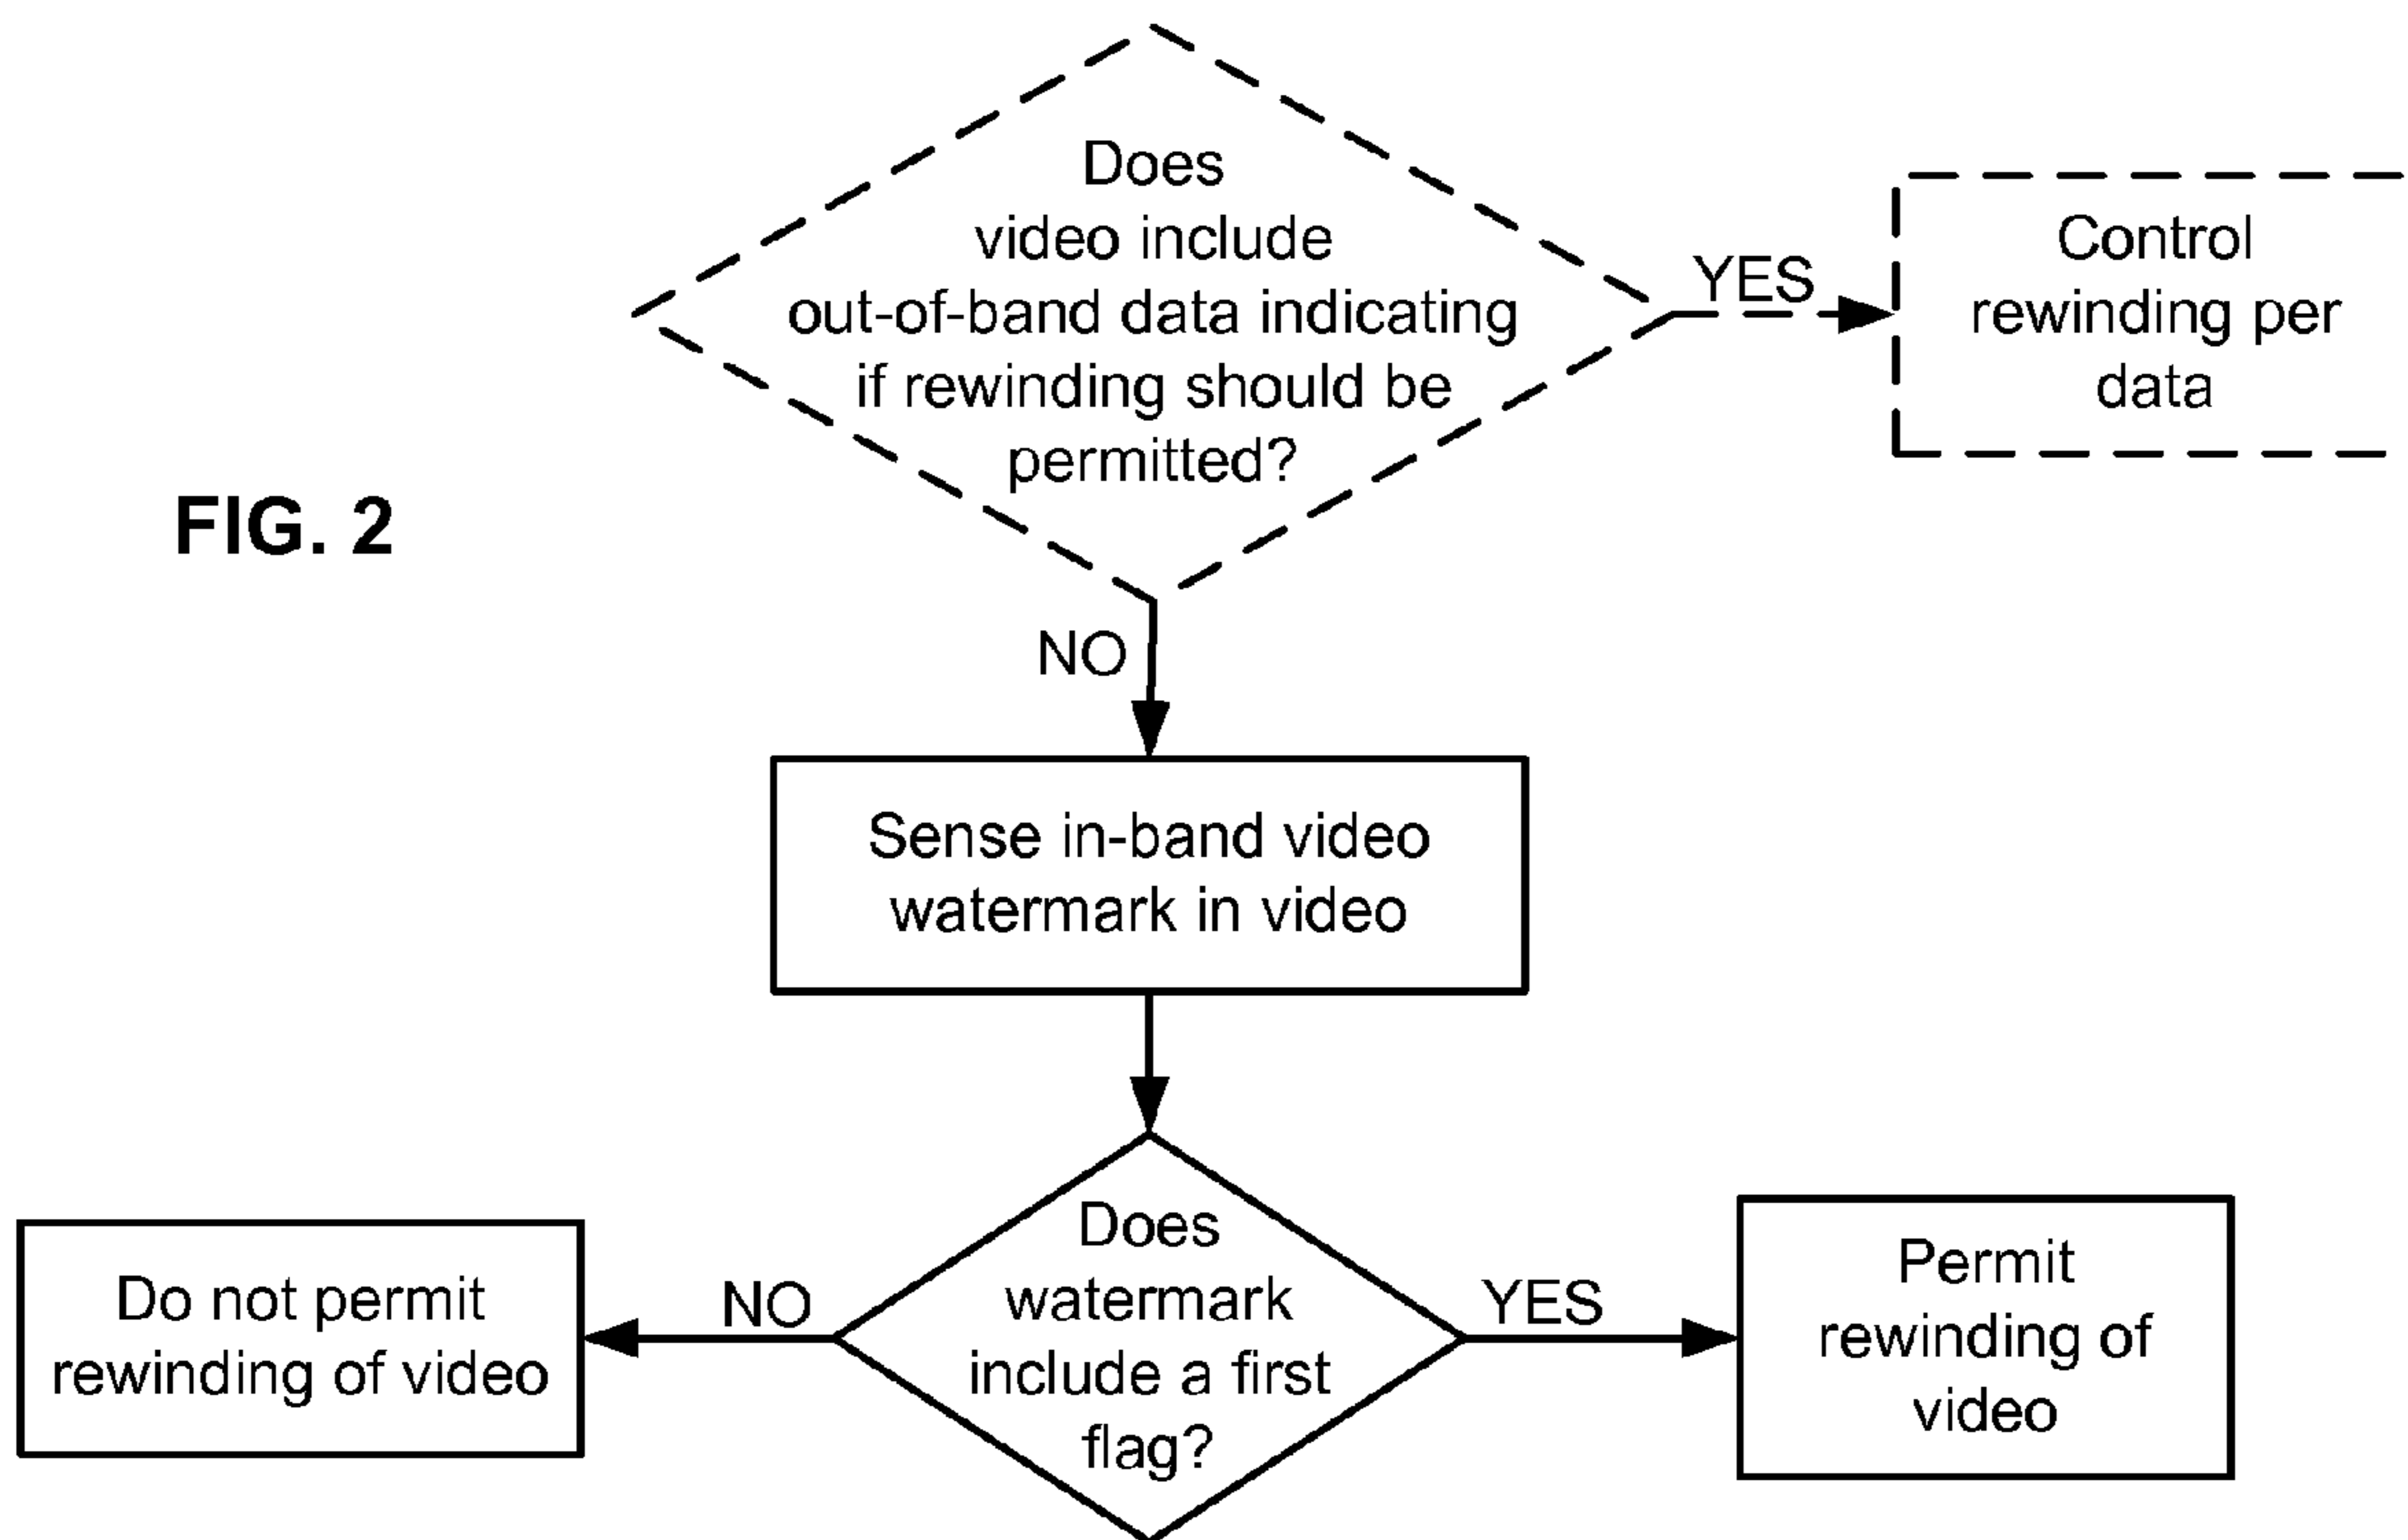 Does
video include
out-of-band data indicating
if rewinding should be
permitted?
YES
Control
rewinding per
data
FIG. 2
NO
Sense in-band video
watermark in video
Does
watermark
include a first
flag?
NO
Do not permit
rewinding of video
YES
Permit
rewinding of
video